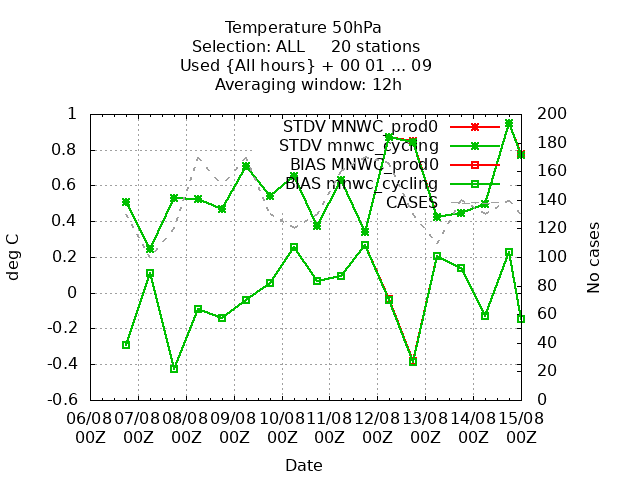 Temperature 50hPa
Selection: ALL 20 stations
Used {All hours} + 00 01 ... 09
Averaging window: 12h
STDV MNWC_prod0
STDV mnwc_cycling
BIAS MNWC_prod0
BIAS mnwc_cycling
CASES
1
0.8
0.6
0.4
0.2
0
-0.2
-0.4
-0.6
deg C
200
180
160
140
120
100
80
60
40
20
0
No cases
06/08 07/08 08/08 09/08 10/08 11/08 12/08 13/08 14/08 15/08
00Z 00Z 00Z 00Z 00Z 00Z 00Z 00Z 00Z 00Z
Date